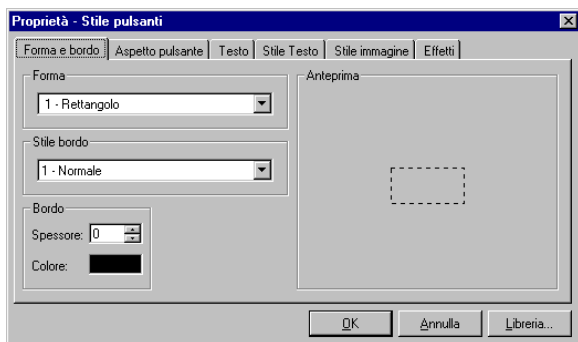 Proprietà - Stile pulsanti
Forma e bordo Aspetto pulsante Testo Stile Testo Stile immagine Effetti
Forma
1 - Rettangolo
Stile bordo
1 - Normale
Bordo
Spessore: 0
Colore:
Anteprima
OK Annulla Libreria...